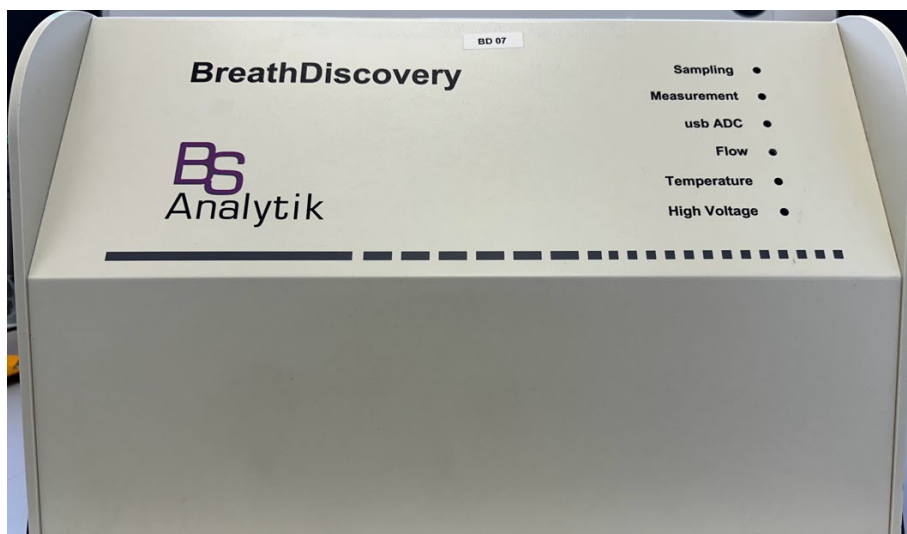 BD 07
BreathDiscovery
BS
Analytik
Sampling
Measurement
usb ADC
Flow
Temperature
High Voltage